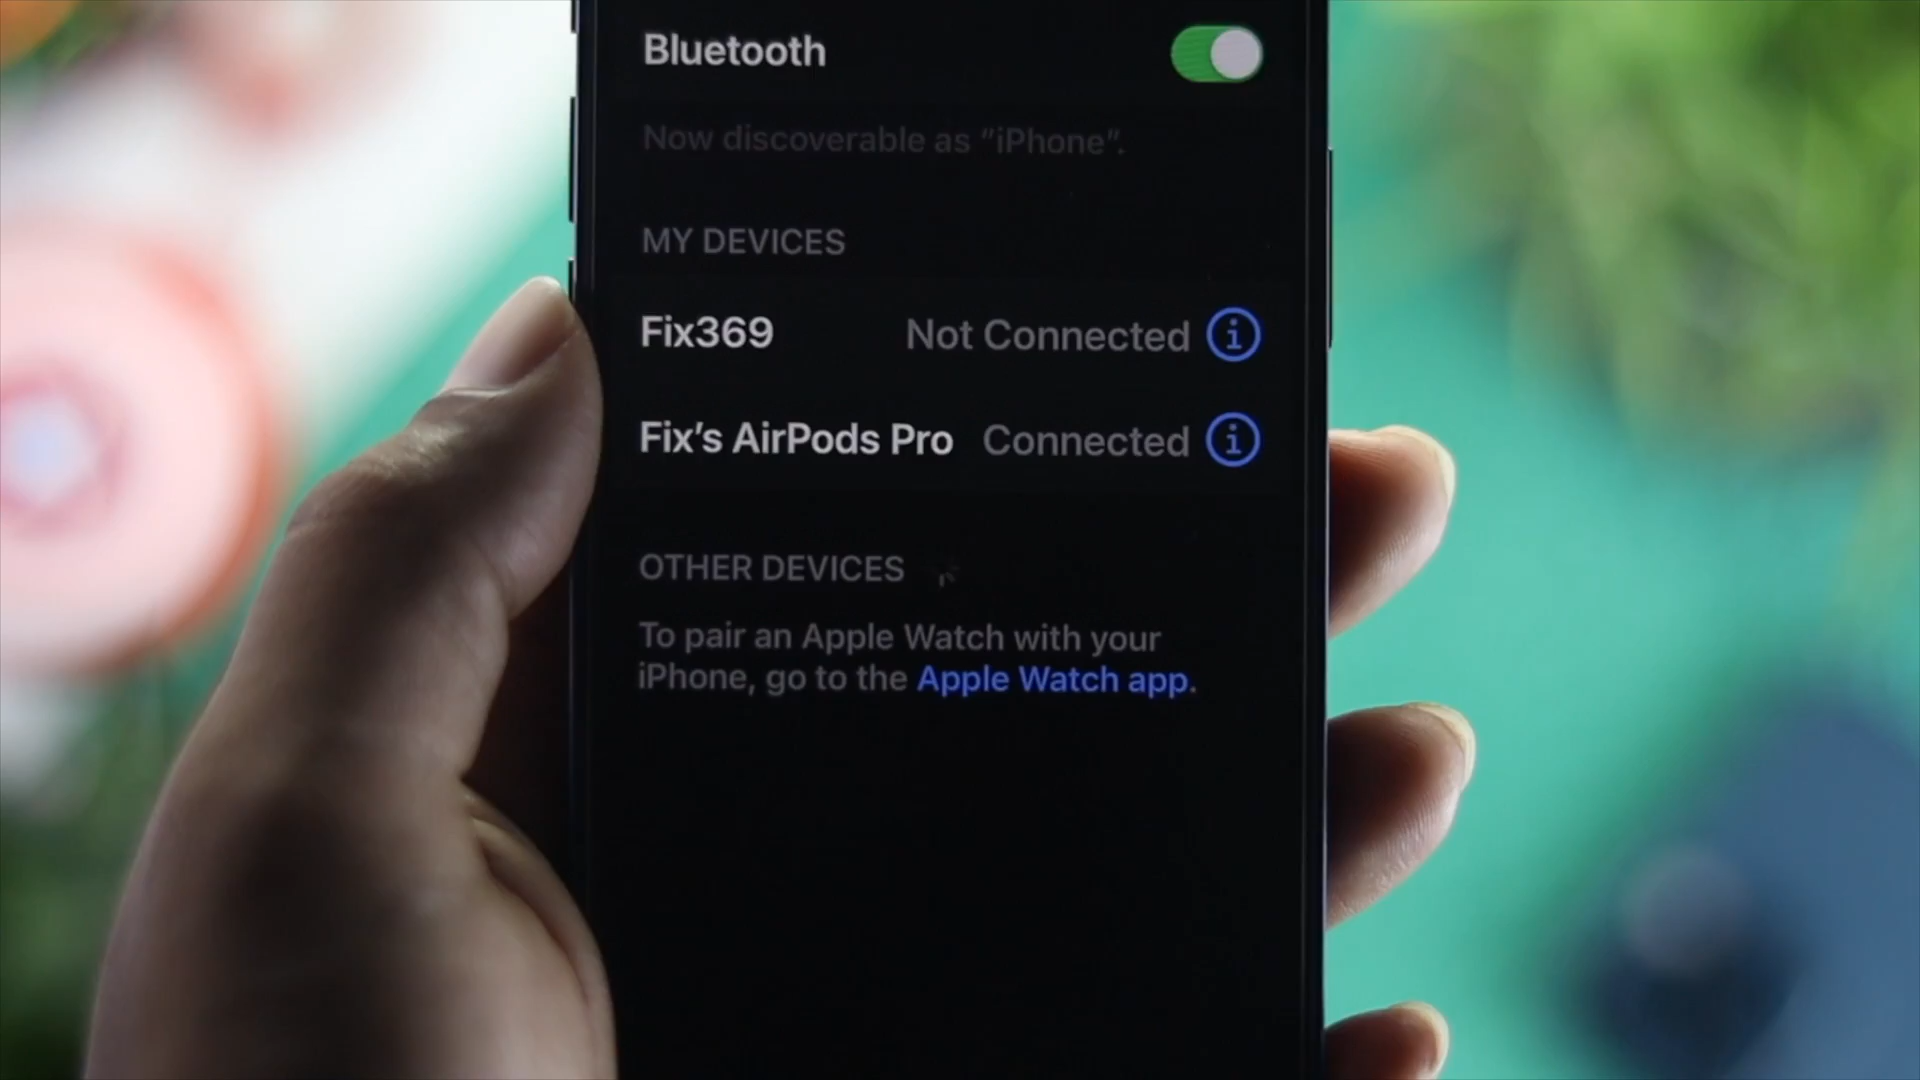 Bluetooth
Now discoverable as “iPhone”.
MY DEVICES
Fix369 Not Connected
Fix’s AirPods Pro Connected
OTHER DEVICES
To pair an Apple Watch with your
iPhone, go to the Apple Watch app.